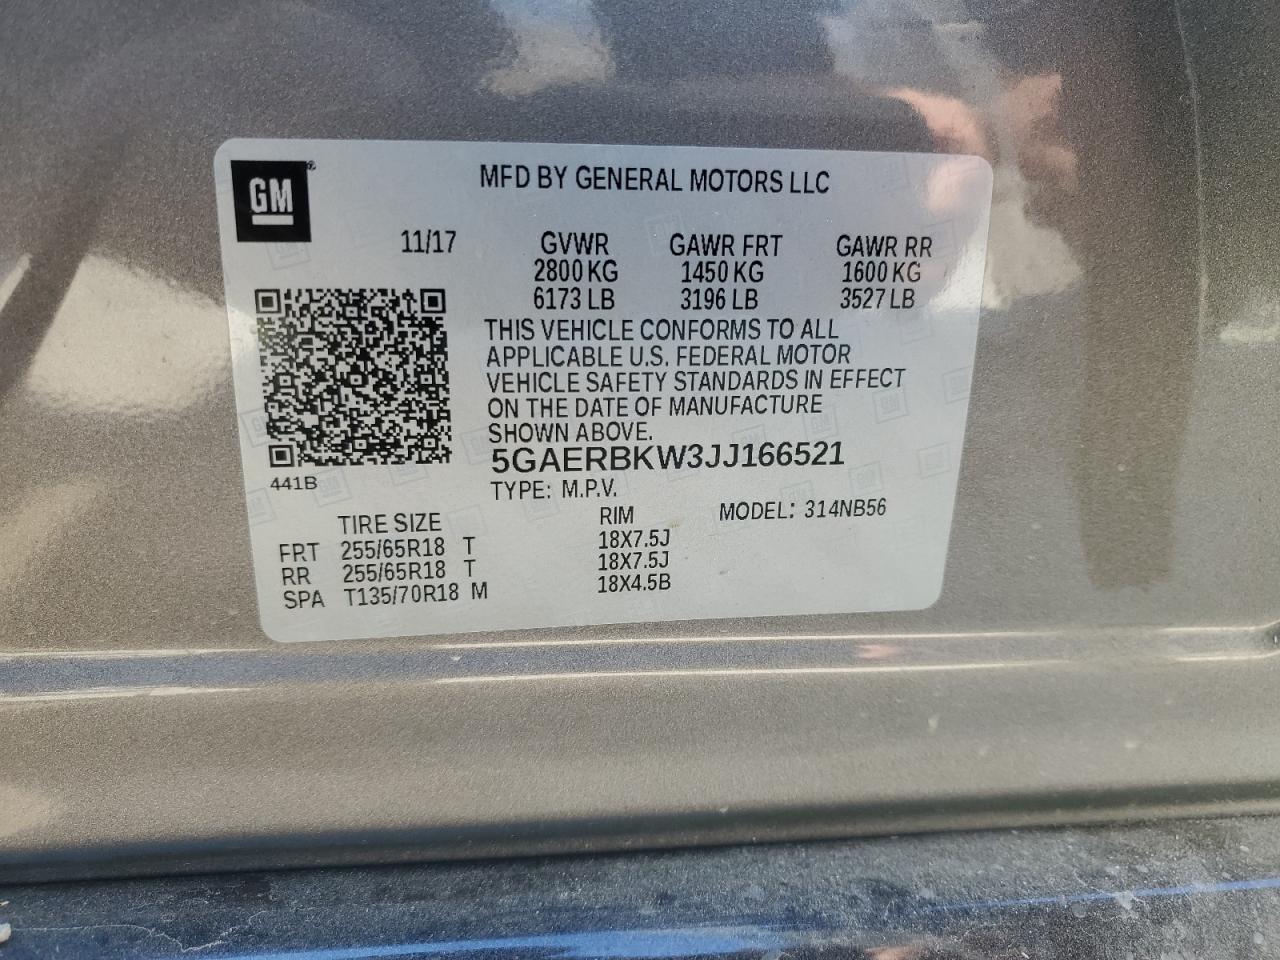 GM®
MFD BY GENERAL MOTORS LLC
11/17 GVWR GAWR FRT GAWR RR
2800 KG 1450 KG 1600 KG
6173 LB 3196 LB 3527 LB
THIS VEHICLE CONFORMS TO ALL
APPLICABLE U.S. FEDERAL MOTOR
VEHICLE SAFETY STANDARDS IN EFFECT
ON THE DATE OF MANUFACTURE
SHOWN ABOVE.
5GAERBKW3JJ166521
441B
TYPE: M.P.V.
TIRE SIZE RIM MODEL: 314NB56
FRT 255/65R18 T 18X7.5J
RR 255/65R18 T 18X7.5J
SPA T135/70R18 M 18X4.5B